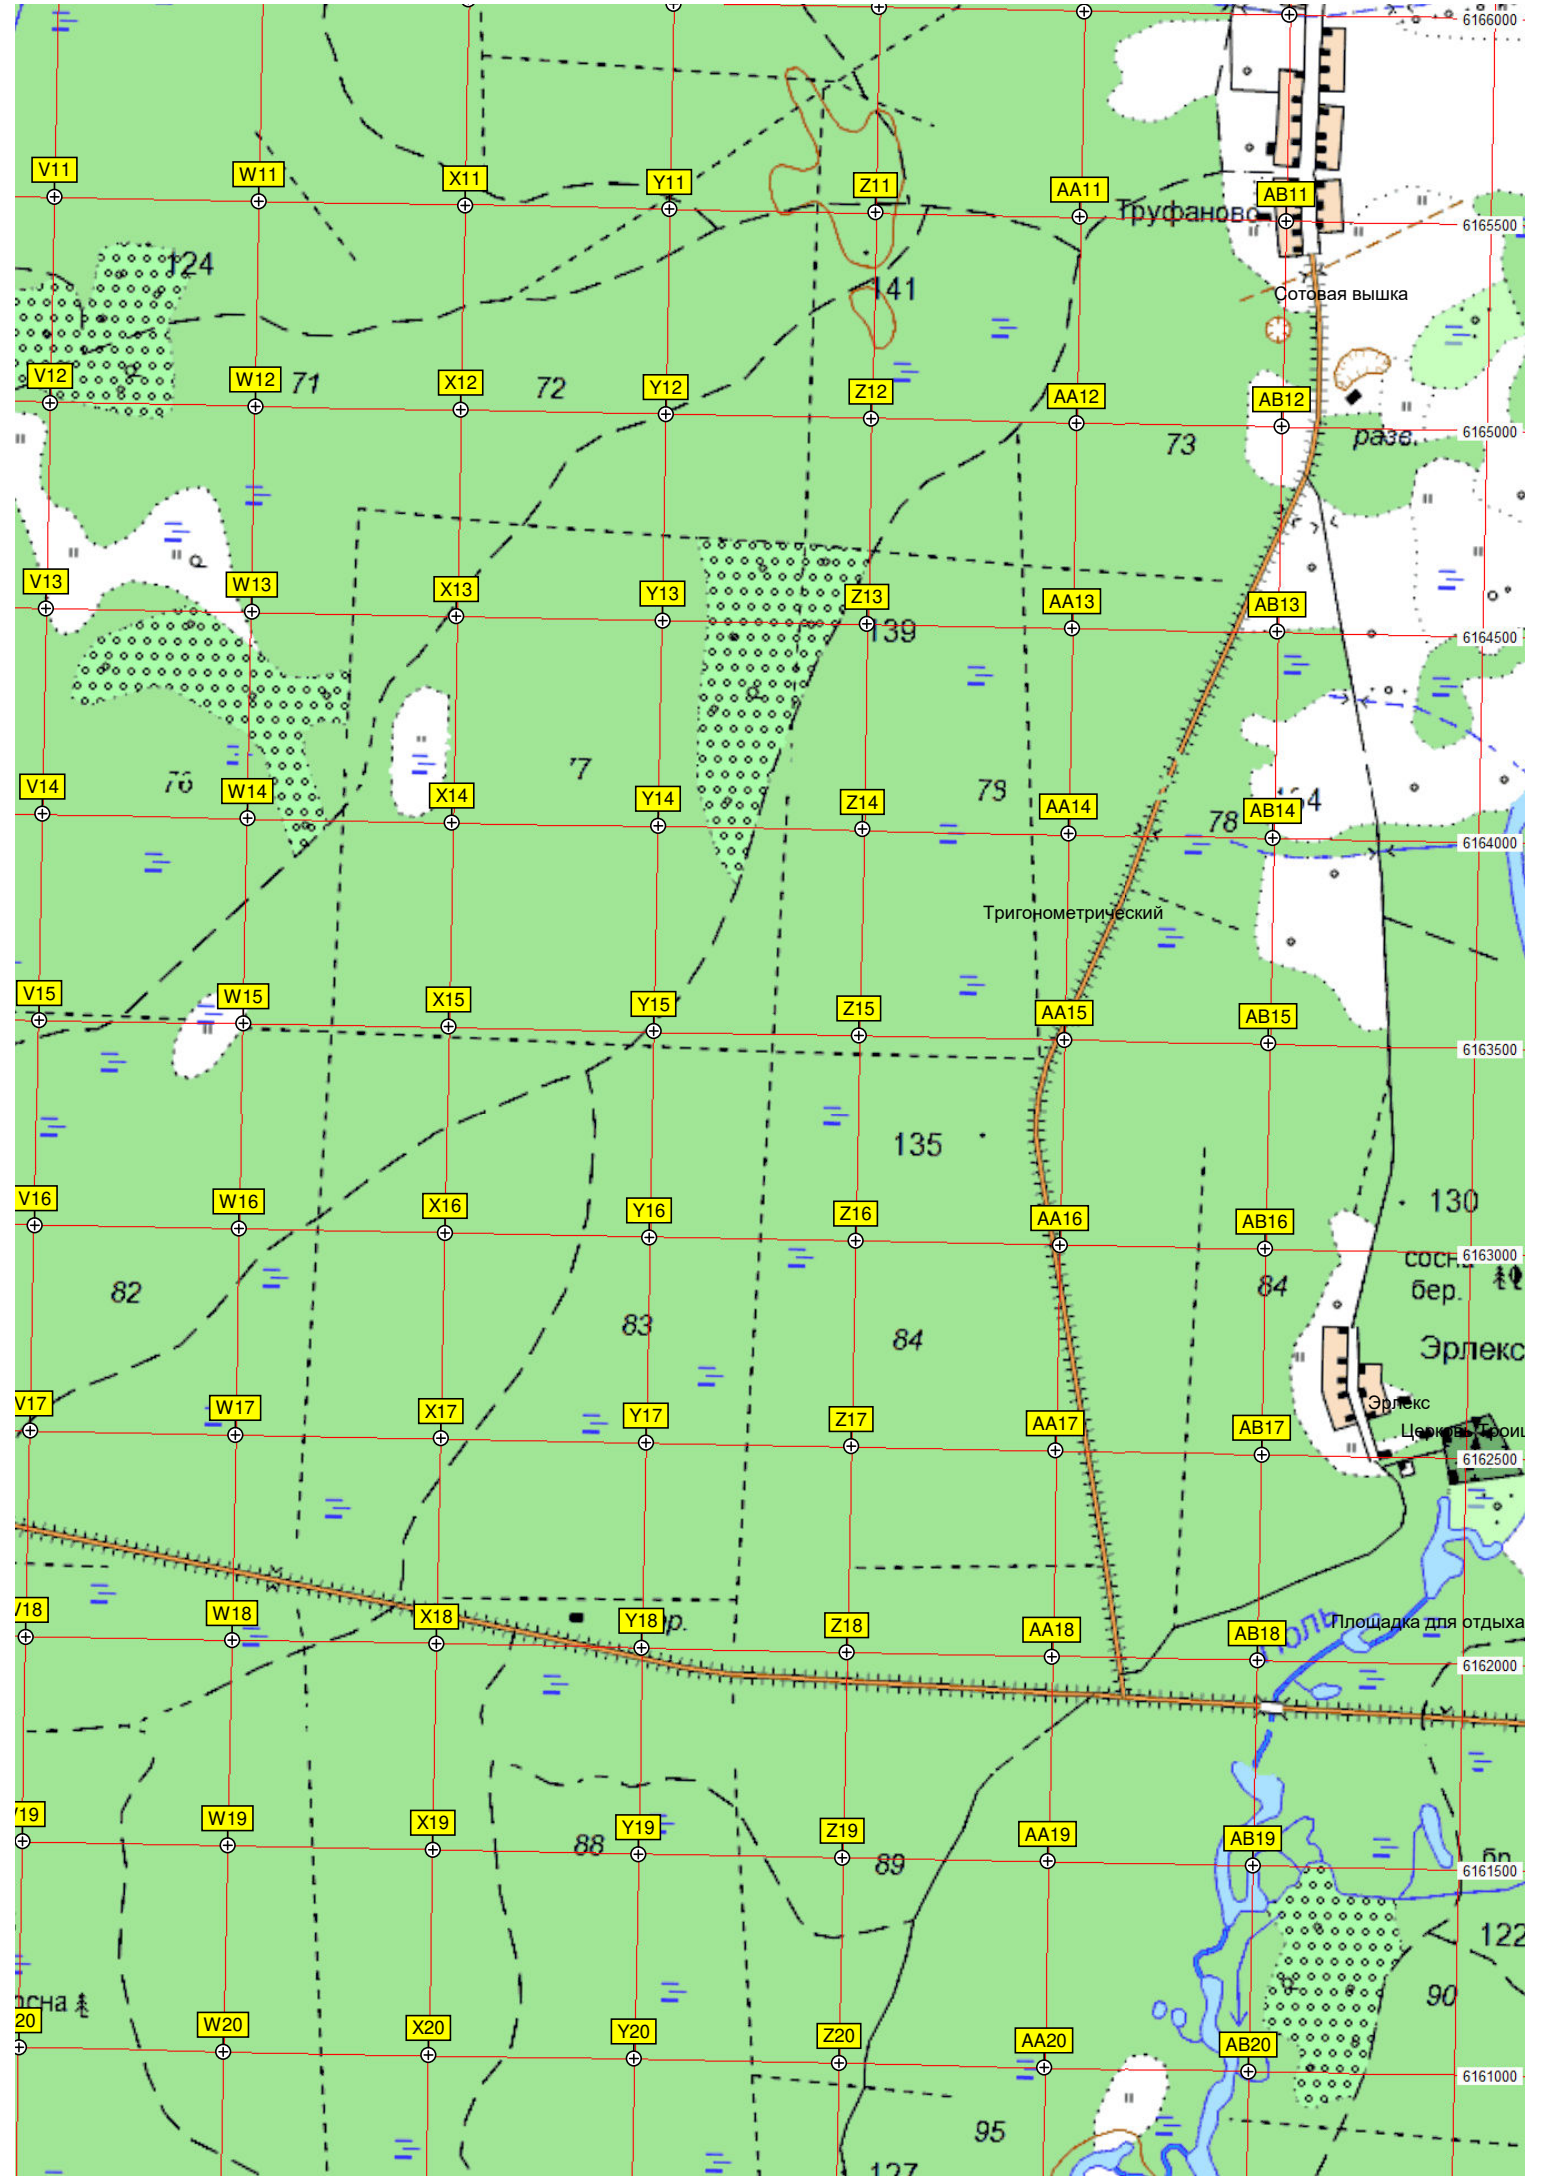 6166000
V11 W11 X11 Y11 Z11 AA11 AB11
Труфаново
6165500
124
141
Сотовая вышка
V12 W12 X12 Y12 Z12 AA12 AB12
71 72 73
разв.
6165000
V13 W13 X13 Y13 Z13 AA13 AB13
139
6164500
76 79 78
V14 W14 X14 Y14 Z14 AA14 AB14
6164000
Тригонометрический
V15 W15 X15 Y15 Z15 AA15 AB15
6163500
135
130
V16 W16 X16 Y16 Z16 AA16 AB16
6163000
бер.
82 83 84 84
Эрлекс
Эрлекс
V17 W17 X17 Y17 Z17 AA17 AB17
Церковь Троиц
6162500
V18 W18 X18 Y18 Z18 AA18 AB18
Площадка для отдыха
6162000
V19 W19 X19 Y19 Z19 AA19 AB19
88 89
6161500
122
90
20 W20 X20 Y20 Z20 AA20 AB20
6161000
95
127